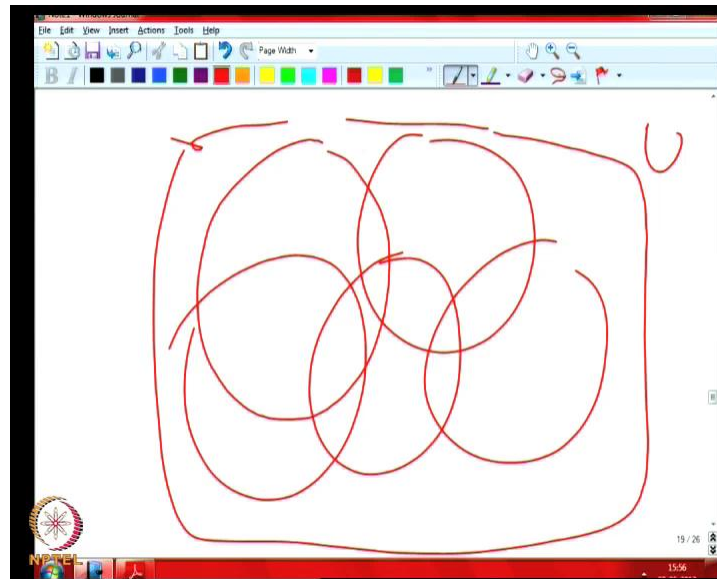 File Edit View Insert Actions Tools Help
Page Width
B I
U
19 / 26
15:56
NPTEL